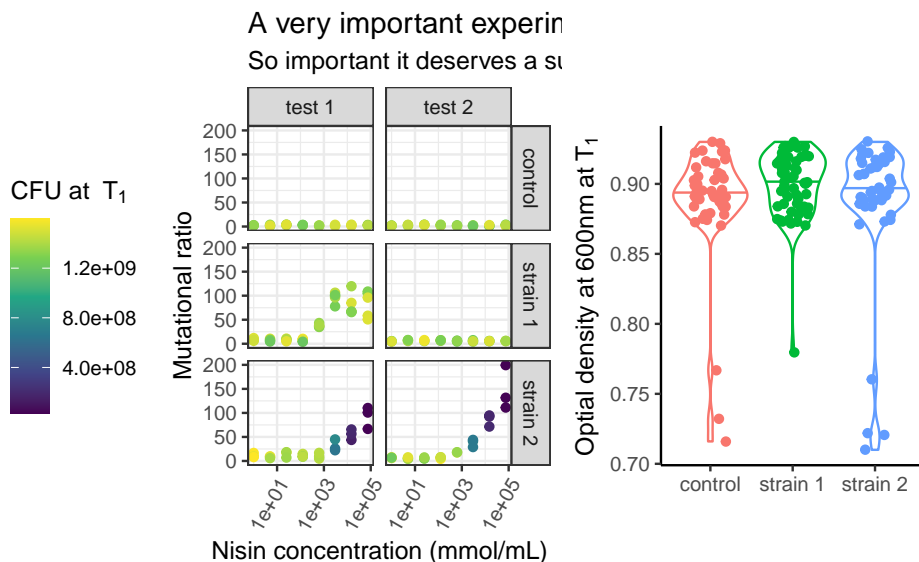 A very important experin
So important it deserves a su
test 1
test 2
200
150
100
50
0
control
200
150
100
50
0
strain 1
200
150
100
50
0
strain 2
Mutational ratio
1e+01
1e+03
1e+05
1e+01
1e+03
1e+05
Nisin concentration (mmol/mL)
CFU at T1
1.2e+09
8.0e+08
4.0e+08
Optial density at 600nm at T1
0.90
0.85
0.80
0.75
0.70
control
strain 1
strain 2